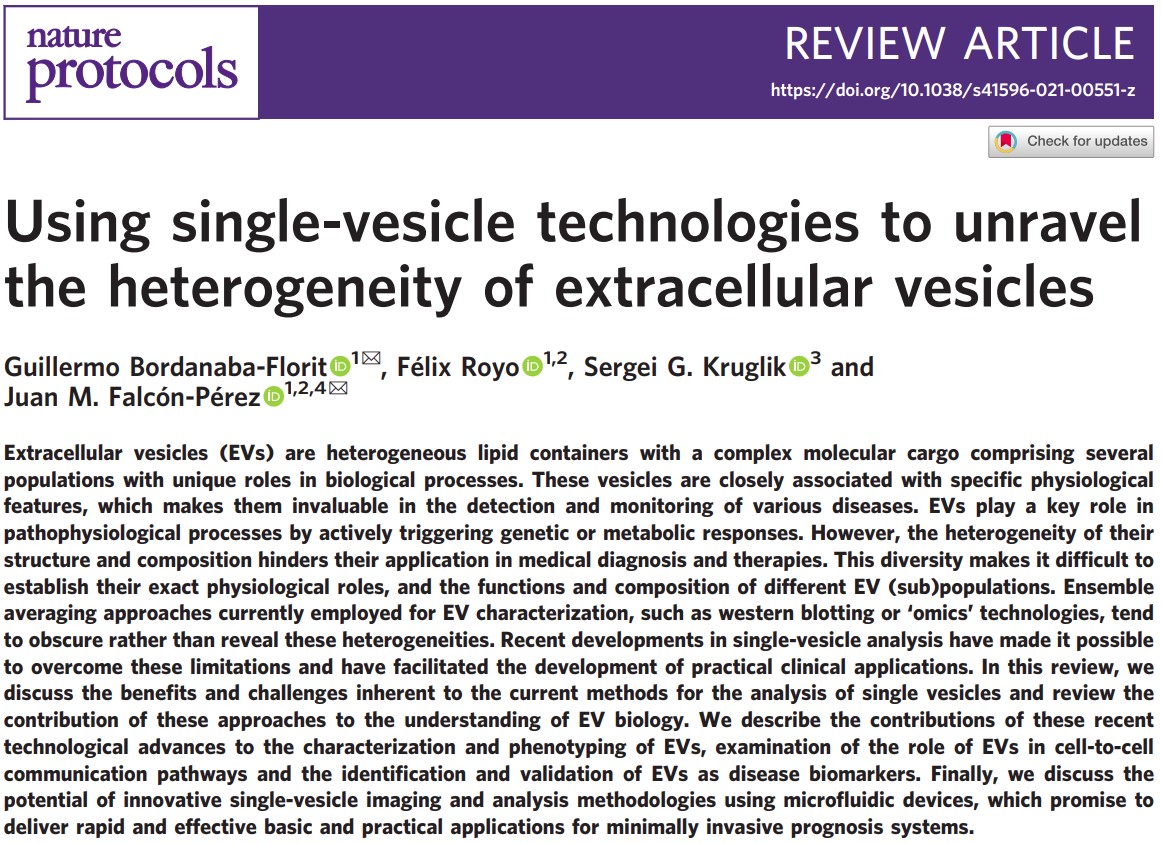 nature
protocols
REVIEW ARTICLE
https://doi.org/10.1038/s41596-021-00551-z
Check for updates
Using single-vesicle technologies to unravel
the heterogeneity of extracellular vesicles
Guillermo Bordanaba-Florit iD 1✉, Félix Royo iD 1,2, Sergei G. Kruglik iD 3 and
Juan M. Falcón-Pérez iD 1,2,4✉
Extracellular vesicles (EVs) are heterogeneous lipid containers with a complex molecular cargo comprising several
populations with unique roles in biological processes. These vesicles are closely associated with specific physiological
features, which makes them invaluable in the detection and monitoring of various diseases. EVs play a key role in
pathophysiological processes by actively triggering genetic or metabolic responses. However, the heterogeneity of their
structure and composition hinders their application in medical diagnosis and therapies. This diversity makes it difficult to
establish their exact physiological roles, and the functions and composition of different EV (sub)populations. Ensemble
averaging approaches currently employed for EV characterization, such as western blotting or ‘omics’ technologies, tend
to obscure rather than reveal these heterogeneities. Recent developments in single-vesicle analysis have made it possible
to overcome these limitations and have facilitated the development of practical clinical applications. In this review, we
discuss the benefits and challenges inherent to the current methods for the analysis of single vesicles and review the
contribution of these approaches to the understanding of EV biology. We describe the contributions of these recent
technological advances to the characterization and phenotyping of EVs, examination of the role of EVs in cell-to-cell
communication pathways and the identification and validation of EVs as disease biomarkers. Finally, we discuss the
potential of innovative single-vesicle imaging and analysis methodologies using microfluidic devices, which promise to
deliver rapid and effective basic and practical applications for minimally invasive prognosis systems.